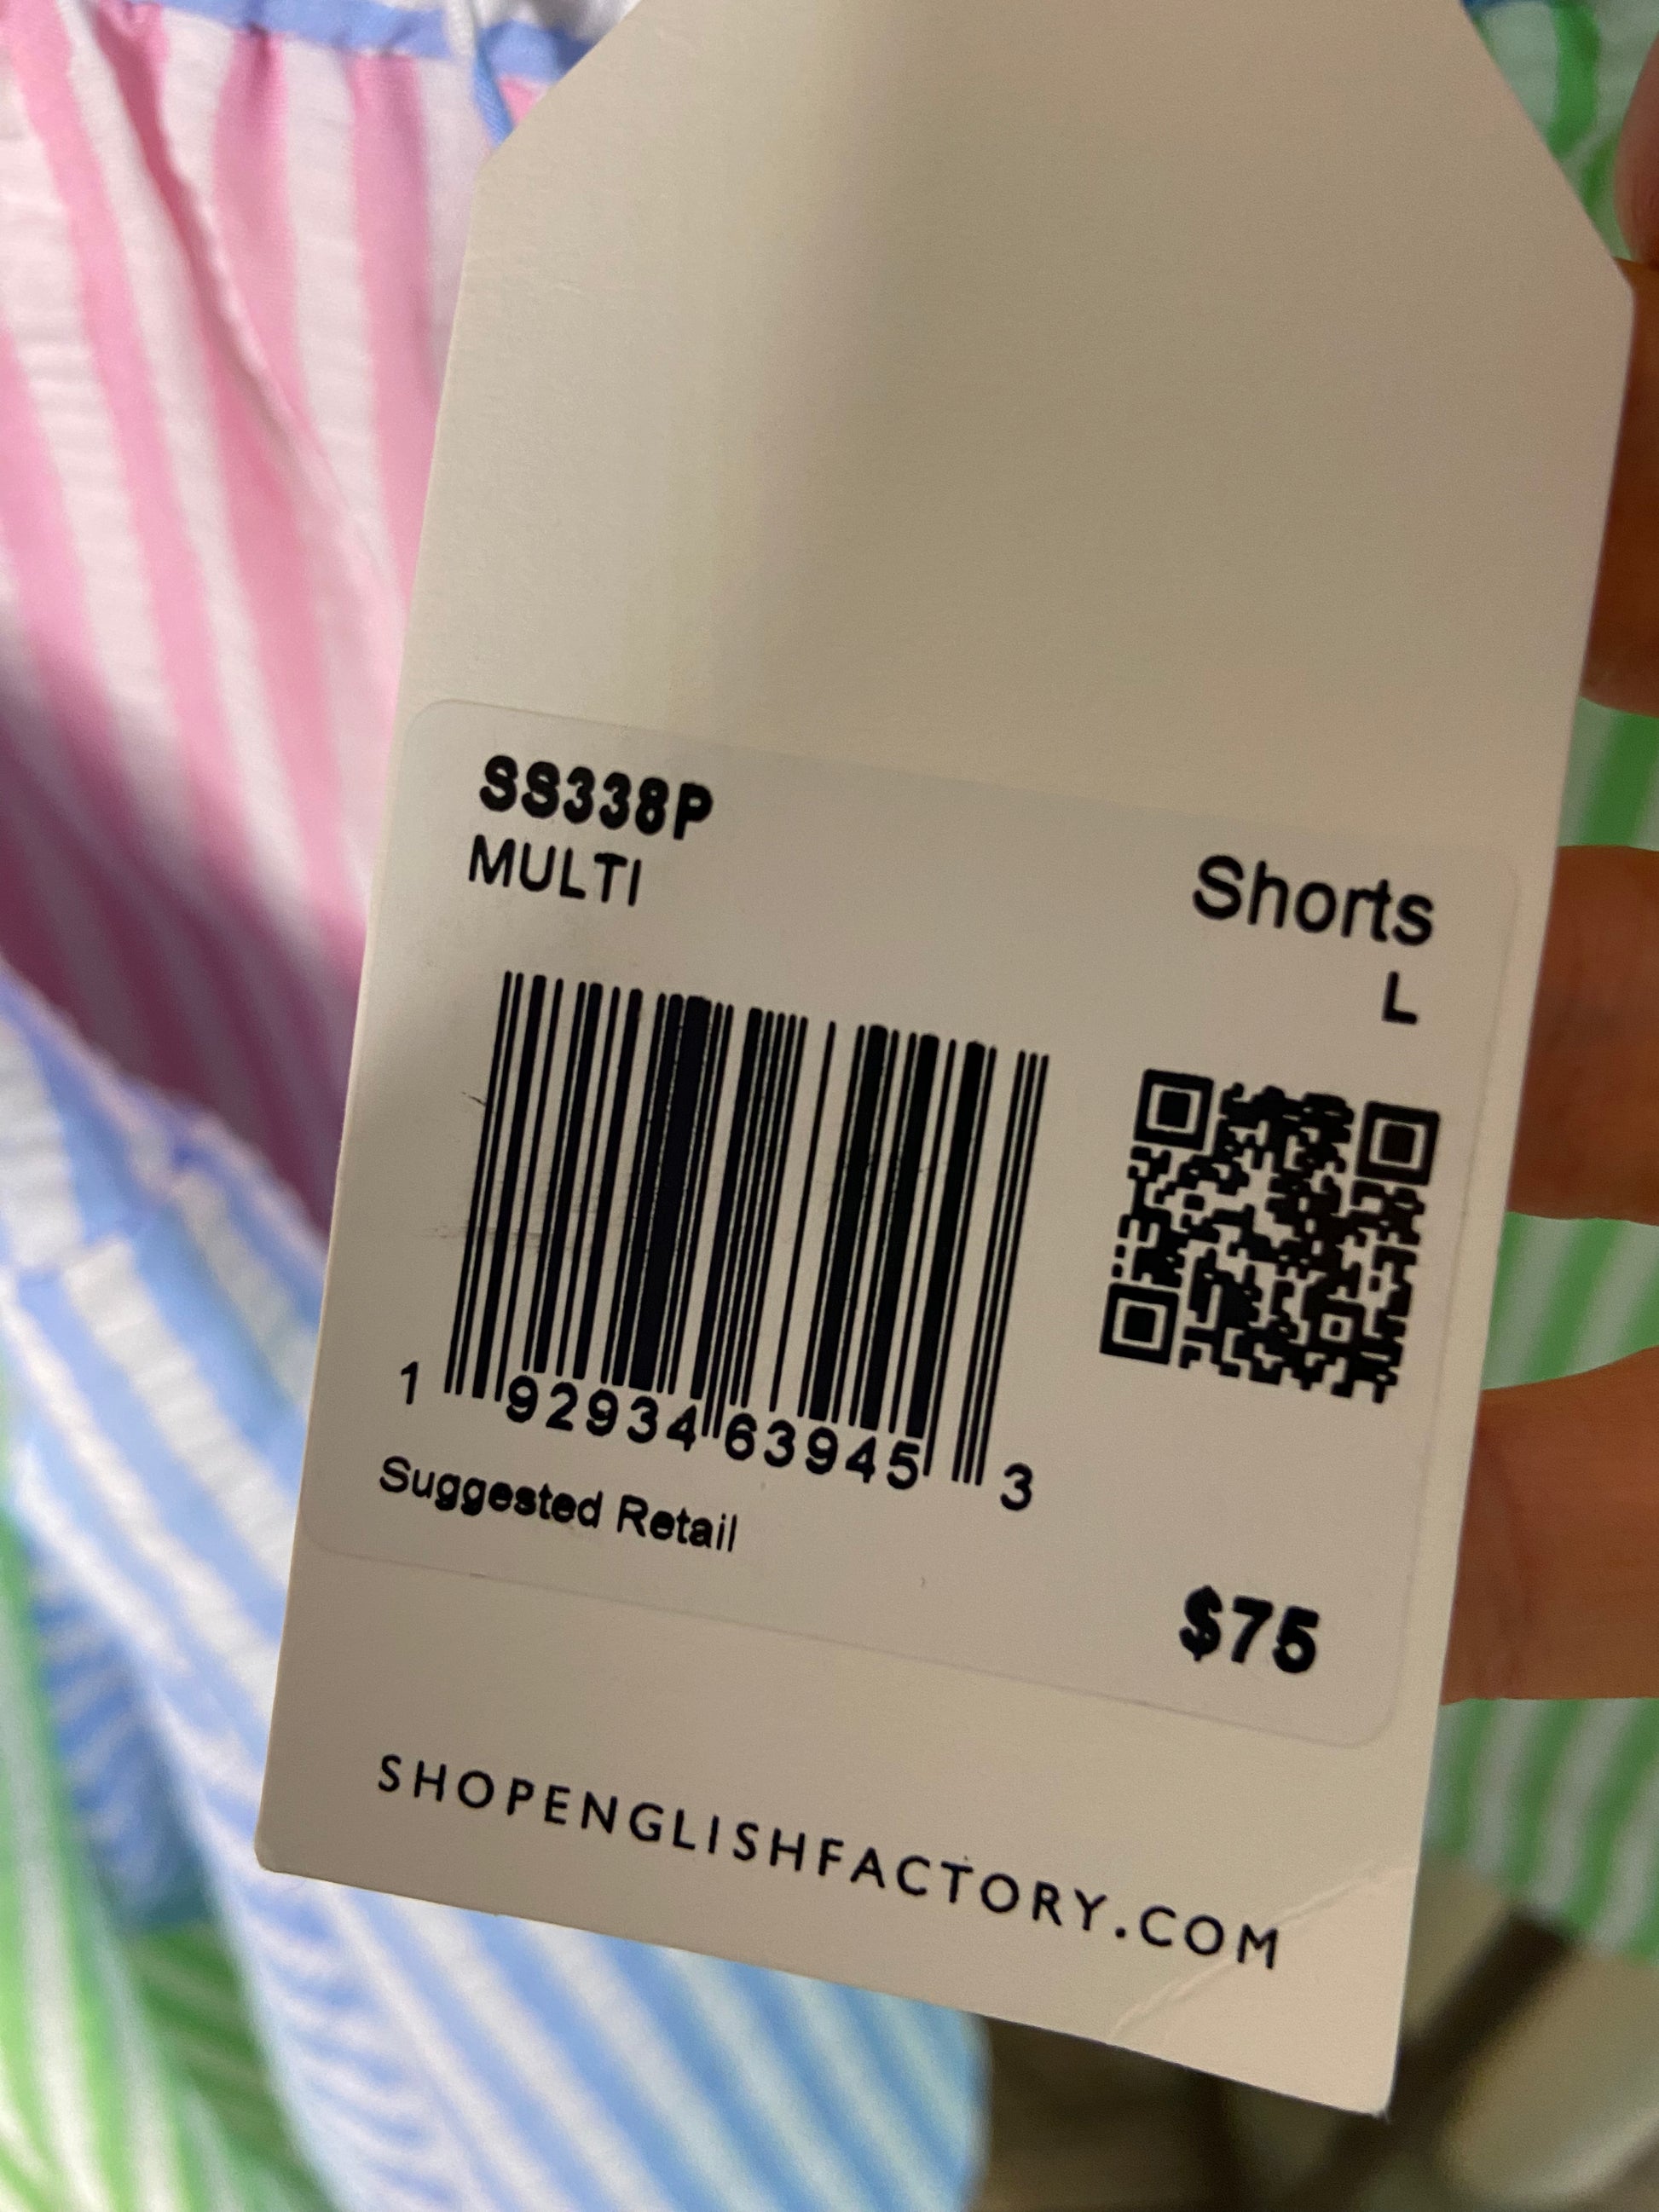 SS338P
MULTI
Shorts
L
1 92934 63945 3
Suggested Retail
$75
SHOPENGLISHFACTORY.COM